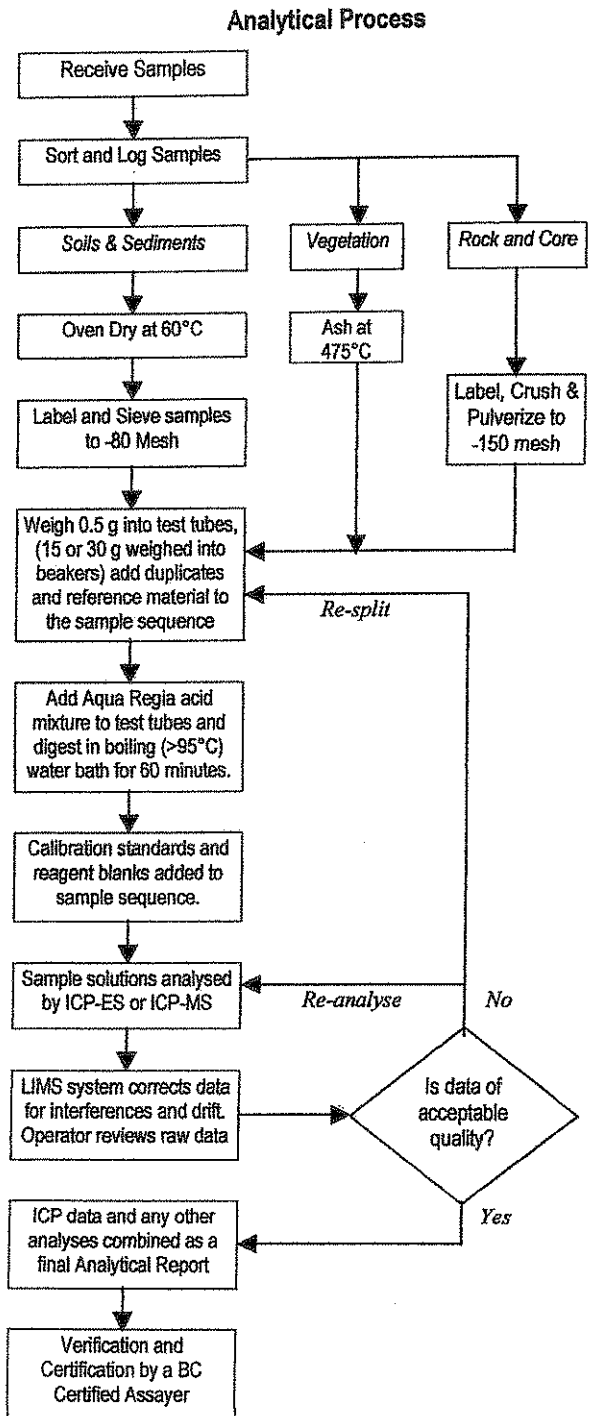 Analytical Process
Receive Samples
Sort and Log Samples
Soils & Sediments
Vegetation
Rock and Core
Oven Dry at 60°C
Ash at
475°C
Label and Sieve samples
to -80 Mesh
Label, Crush &
Pulverize to
-150 mesh
Weigh 0.5 g into test tubes,
(15 or 30 g weighed into
beakers) add duplicates
and reference material to
the sample sequence
Re-split
Add Aqua Regia acid
mixture to test tubes and
digest in boiling (>95°C)
water bath for 60 minutes.
Calibration standards and
reagent blanks added to
sample sequence.
Sample solutions analysed
by ICP-ES or ICP-MS
Re-analyse
No
LIMS system corrects data
for interferences and drift.
Operator reviews raw data
Is data of
acceptable
quality?
Yes
ICP data and any other
analyses combined as a
final Analytical Report
Verification and
Certification by a BC
Certified Assayer